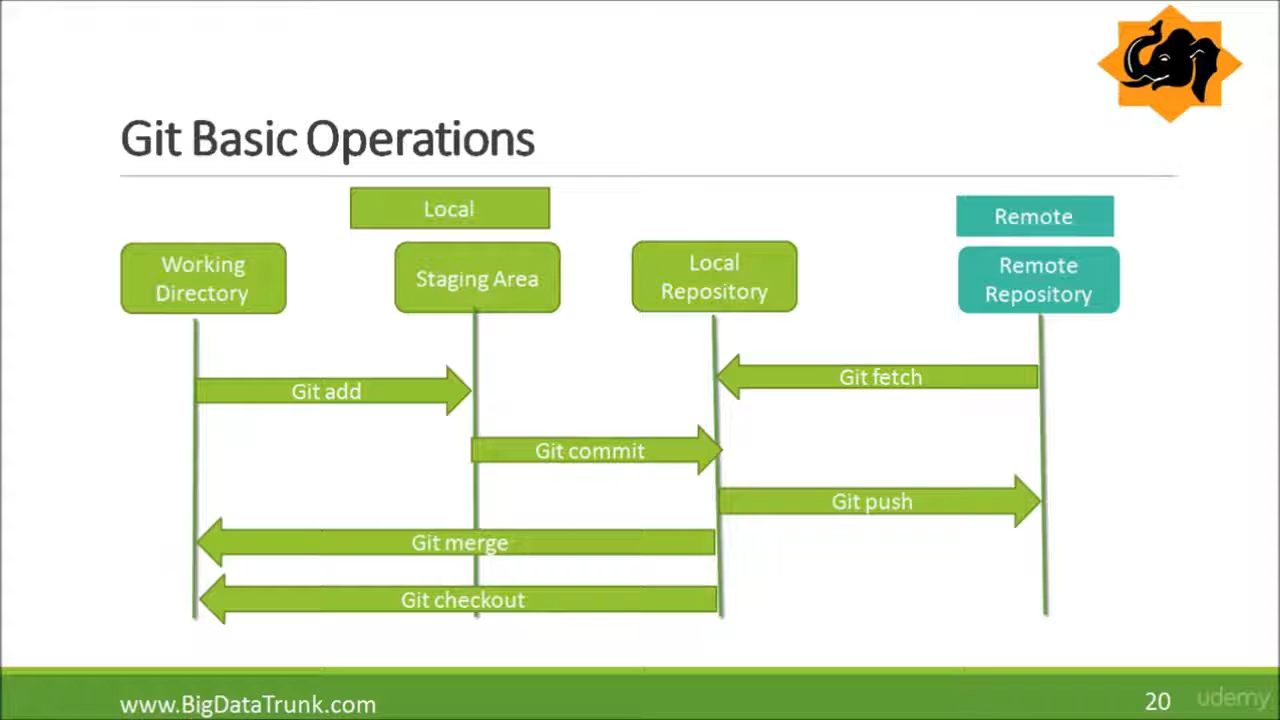 Git Basic Operations
Local
Remote
Working
Directory
Staging Area
Local
Repository
Remote
Repository
Git add
Git fetch
Git commit
Git push
Git merge
Git checkout
www.BigDataTrunk.com
20
udemy